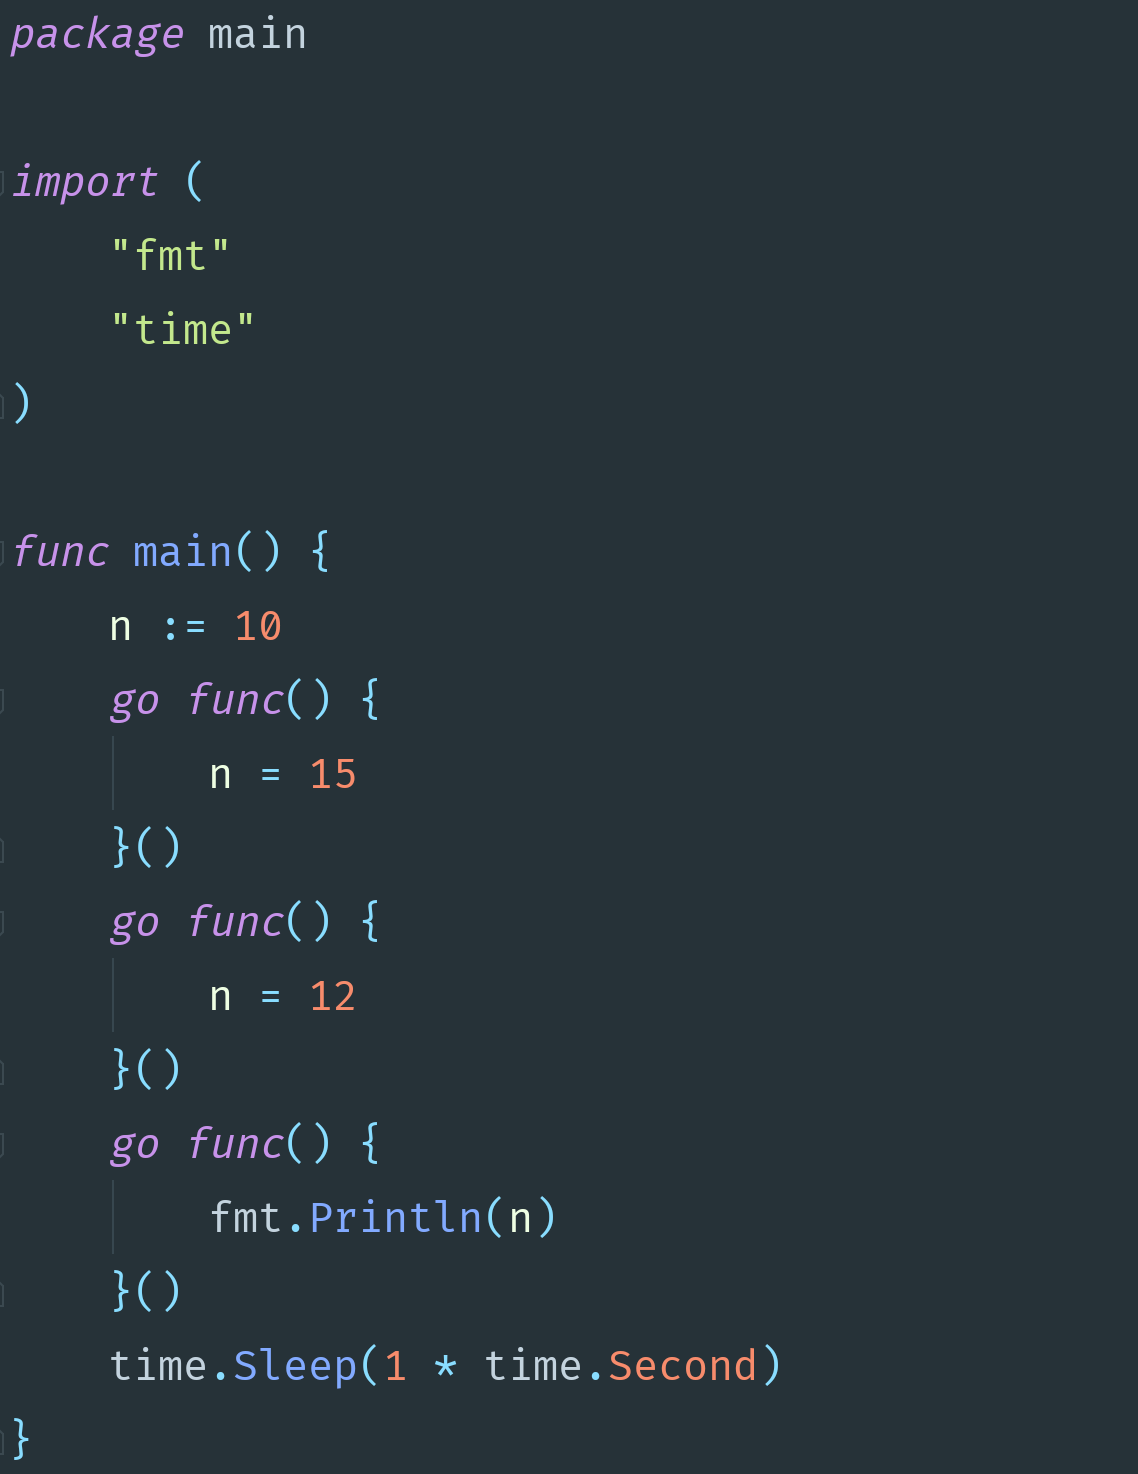 package main
import (
"fmt"
"time"
)
func main() {
n := 10
go func() {
n = 15
}()
go func() {
n = 12
}()
go func() {
fmt.Println(n)
}()
time.Sleep(1 * time.Second)
}